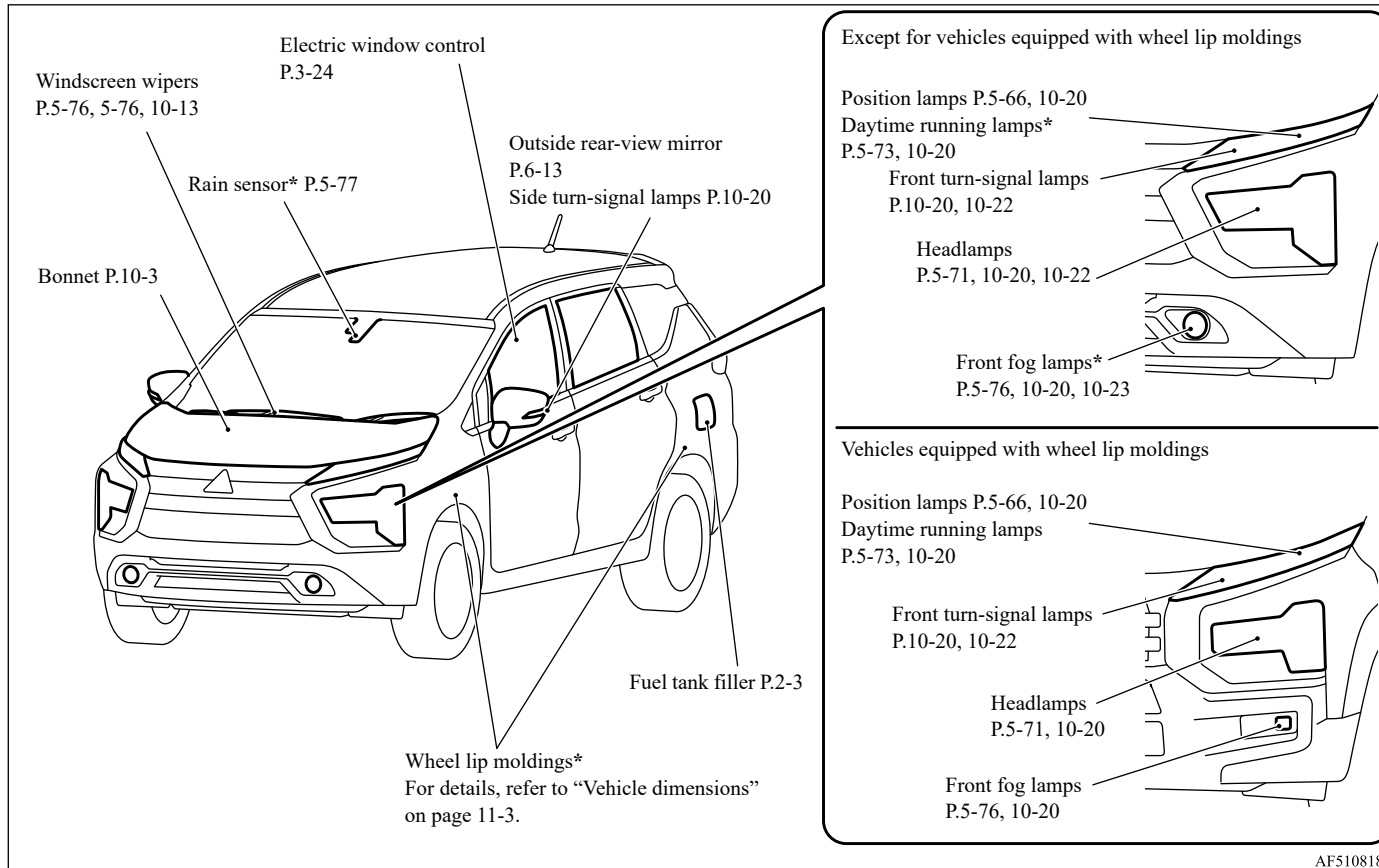 Electric window control
P.3-24
Windscreen wipers
P.5-76, 5-76, 10-13
Outside rear-view mirror
P.6-13
Side turn-signal lamps P.10-20
Rain sensor* P.5-77
Bonnet P.10-3
Fuel tank filler P.2-3
Wheel lip moldings*
For details, refer to “Vehicle dimensions”
on page 11-3.
Except for vehicles equipped with wheel lip moldings
Position lamps P.5-66, 10-20
Daytime running lamps*
P.5-73, 10-20
Front turn-signal lamps
P.10-20, 10-22
Headlamps
P.5-71, 10-20, 10-22
Front fog lamps*
P.5-76, 10-20, 10-23
Vehicles equipped with wheel lip moldings
Position lamps P.5-66, 10-20
Daytime running lamps
P.5-73, 10-20
Front turn-signal lamps
P.10-20, 10-22
Headlamps
P.5-71, 10-20
Front fog lamps
P.5-76, 10-20
AF510818